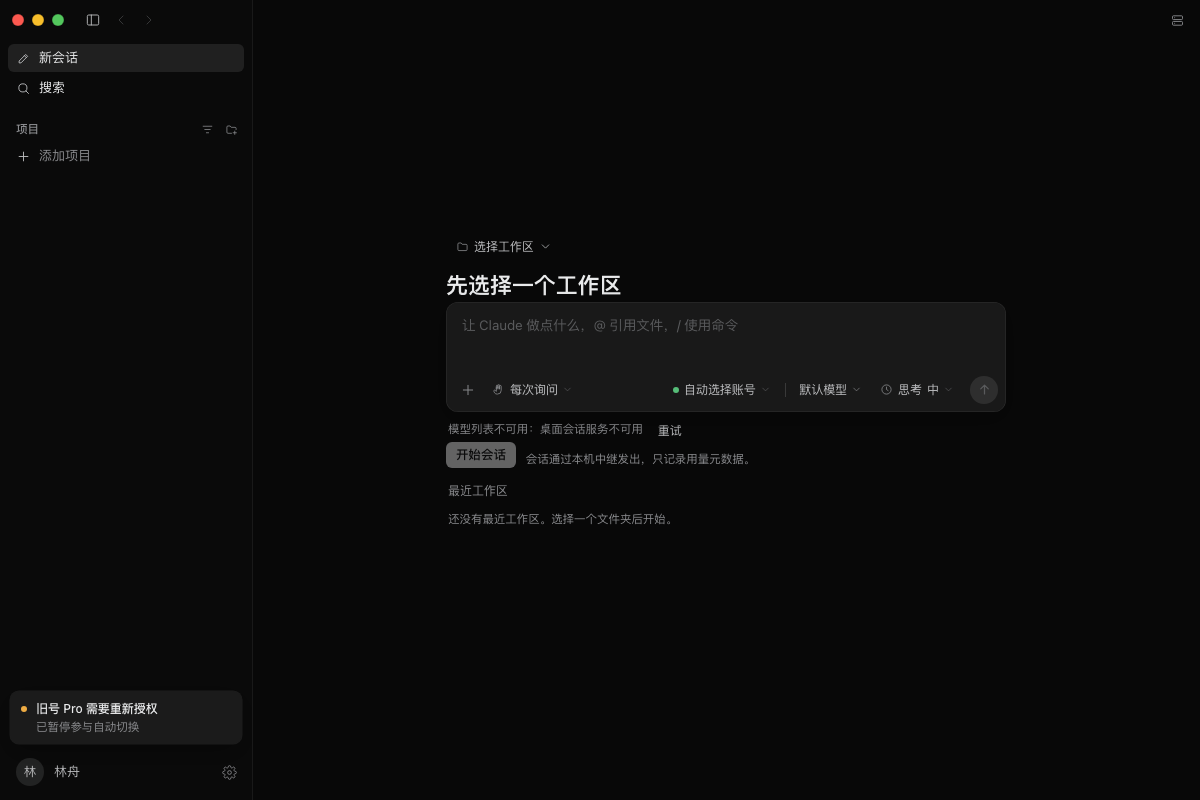 新会话
搜索
项目
添加项目
旧号 Pro 需要重新授权
已暂停参与自动切换
林 林舟
选择工作区
先选择一个工作区
让 Claude 做点什么，@ 引用文件，/ 使用命令
每次询问 自动选择账号 默认模型 思考 中
模型列表不可用：桌面会话服务不可用 重试
开始会话 会话通过本机中继发出，只记录用量元数据。
最近工作区
还没有最近工作区。选择一个文件夹后开始。